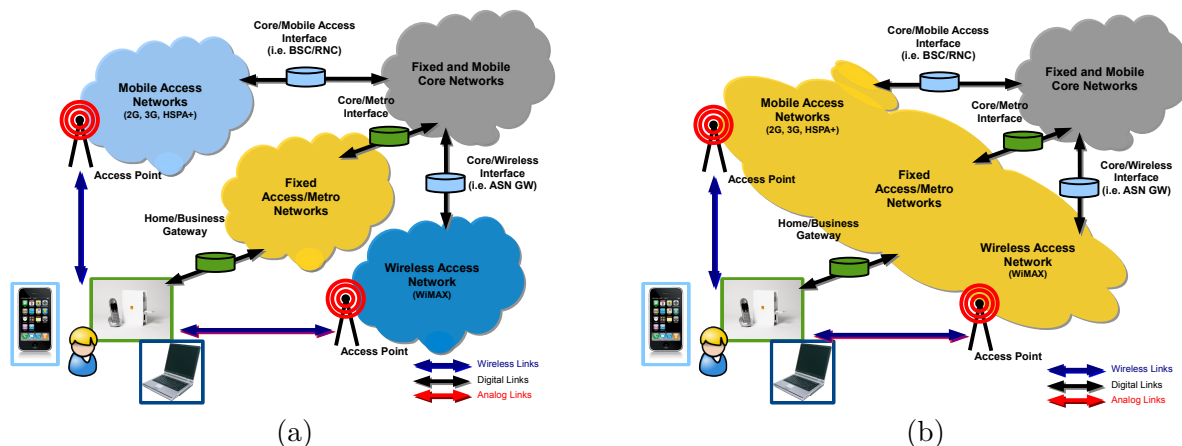 Core/Mobile Access
Interface
(i.e. BSC/RNC)
Fixed and Mobile
Core Networks
Mobile Access
Networks
(2G, 3G, HSPA+)
Core/Metro
Interface
Access Point
Core/Wireless
Interface
(i.e. ASN GW)
Fixed
Access/Metro
Networks
Home/Business
Gateway
Wireless Access
Network
(WiMAX)
Access Point
Wireless Links
Digital Links
Analog Links
(a)
Core/Mobile Access
Interface
(i.e. BSC/RNC)
Fixed and Mobile
Core Networks
Mobile Access
Networks
(2G, 3G, HSPA+)
Core/Metro
Interface
Access Point
Core/Wireless
Interface
(i.e. ASN GW)
Fixed
Access/Metro
Networks
Home/Business
Gateway
Wireless Access
Network
(WiMAX)
Access Point
Wireless Links
Digital Links
Analog Links
(b)